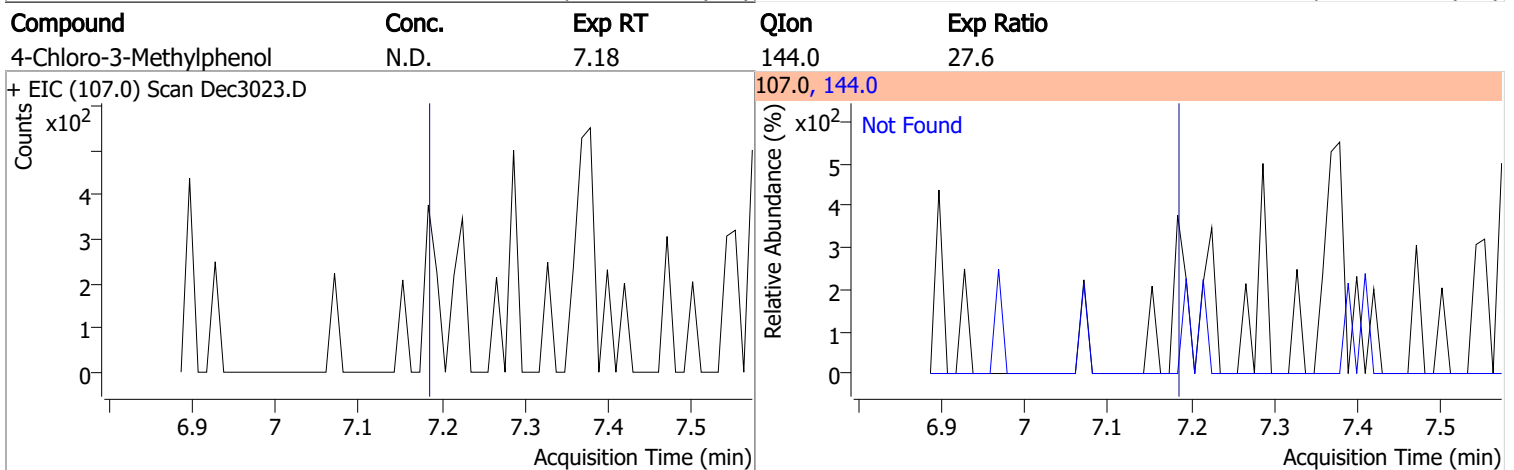 Compound Conc. Exp RT QIon Exp Ratio
4-Chloro-3-Methylphenol N.D. 7.18 144.0 27.6
+ EIC (107.0) Scan Dec3023.D
Counts
x10²
4
3
2
1
0
6.9 7 7.1 7.2 7.3 7.4 7.5
Acquisition Time (min)
107.0, 144.0
Relative Abundance (%)
x10²
Not Found
5
4
3
2
1
0
6.9 7 7.1 7.2 7.3 7.4 7.5
Acquisition Time (min)